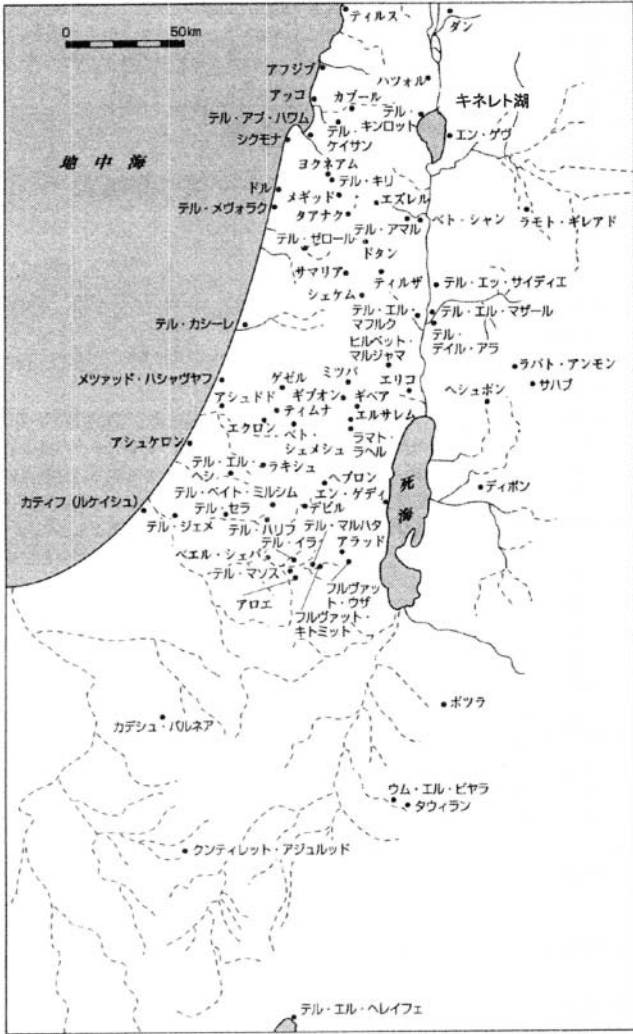 0 50km
ティルス
ダン
アフジブ
ハツォル
アッコ
カブール
テル・
キンロット
キネレト湖
テル・アブ・ハワム
テル・
ケイサン
エン・ゲヴ
シクモナ
地中海
ヨクネアム
テル・キリ
ドル
メギッド
エズレル
テル・メヴォラク
タアナク
ベト・シャン
ラモト・ギレアド
テル・アマル
テル・ゼロール
ドタン
サマリア
ティルザ
テル・エッ・サイディエ
シェケム
テル・エル・
マフルク
テル・エル・マザール
テル・カシーレ
テル・
デイル・アラ
ヒルベット・
マルジャマ
メツァッド・ハシャヴヤフ
ゲゼル
ミツパ
エリコ
ラバト・アンモン
サハブ
アシュドド
ギブオン
ギベア
ヘシュボン
ティムナ
エルサレム
エクロン
ベト・
シェメシュ
ラマト・
ラヘル
アシュケロン
テル・エル・
ヘシ
ラキシュ
ヘブロン
死海
テル・ベイト・ミルシム
エン・ゲディ
ディボン
カティフ (ルケイシュ)
テル・セラ
デビル
テル・ジェメ
テル・ハリフ
テル・マルハタ
テル・イラ
アラッド
ベエル・シェバ
テル・マソス
フルヴァッ
ト・ウザ
アロエ
フルヴァット・
キトミット
ボツラ
カデシュ・バルネア
ウム・エル・ビヤラ
タウィラン
クンティレット・アジュルッド
テル・エル・ヘレイフェ